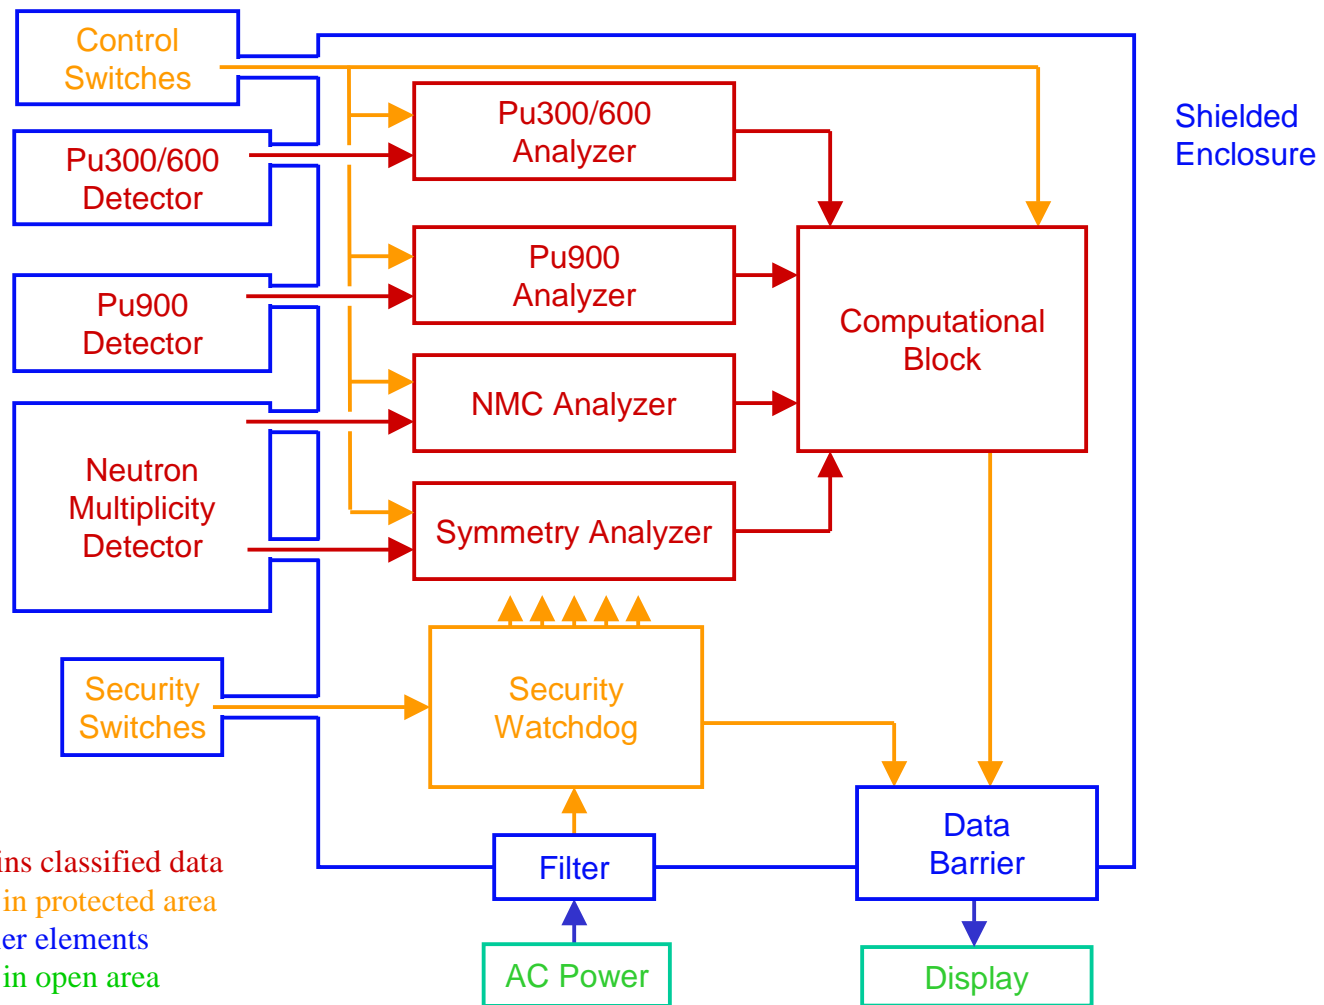 Control
Switches
Pu300/600
Detector
Pu900
Detector
Neutron
Multiplicity
Detector
Security
Switches
Pu300/600
Analyzer
Pu900
Analyzer
NMC Analyzer
Symmetry Analyzer
Security
Watchdog
Computational
Block
Shielded
Enclosure
Data
Barrier
Filter
AC Power
Display
classified data
in protected area
elements
in open area